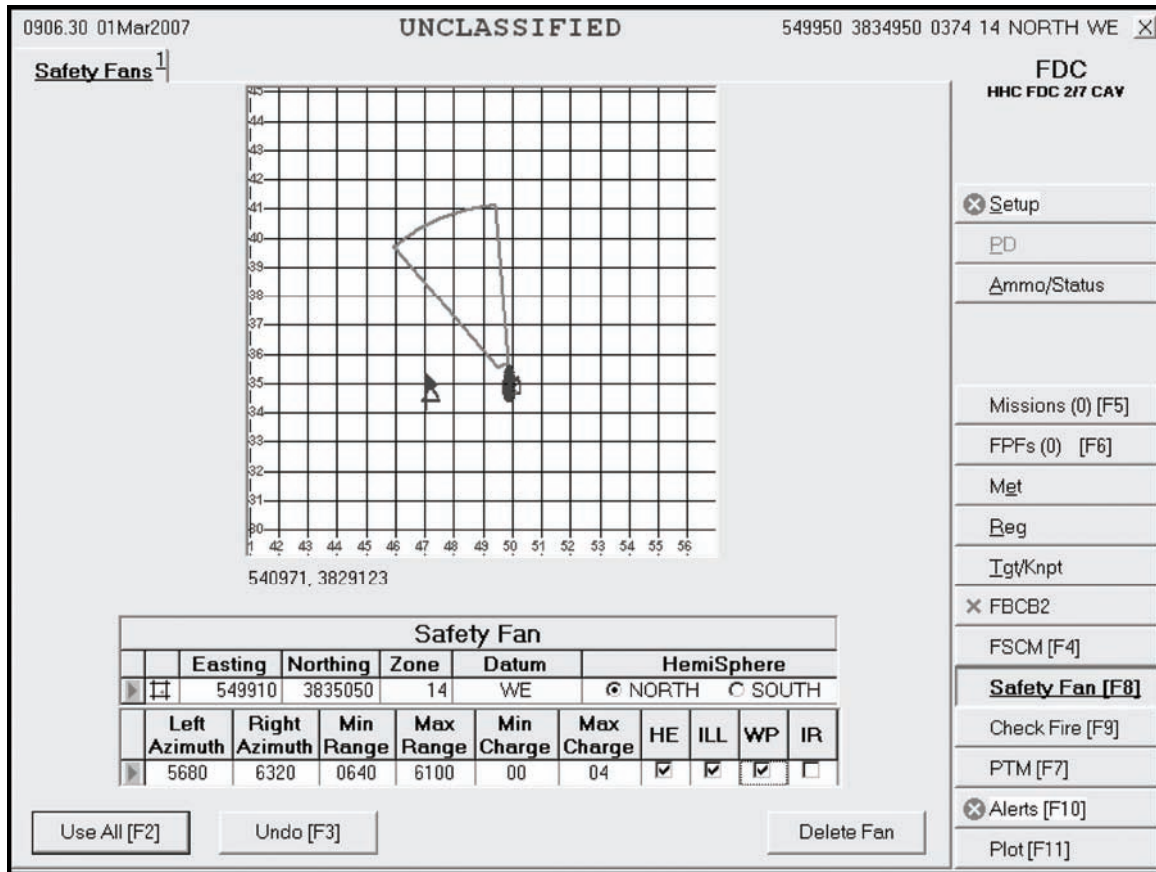 0906.30 01Mar2007 UNCLASSIFIED 549950 3834950 0374 14 NORTH WE X
Safety Fans 1
FDC
HHC FDC 2/7 CAV
45
44
43
42
41
40
39
38
37
36
35
34
33
32
31
30
42 43 44 45 46 47 48 49 50 51 52 53 54 55 56
540971, 3829123
Safety Fan
Easting Northing Zone Datum HemiSphere
549910 3835050 14 WE NORTH SOUTH
Left Azimuth Right Azimuth Min Range Max Range Min Charge Max Charge HE ILL WP IR
5680 6320 0640 6100 00 04
Use All [F2] Undo [F3] Delete Fan
Setup
PD
Ammo/Status
Missions (0) [F5]
FPFs (0) [F6]
Met
Reg
Tgt/Knpt
FBCB2
FSCM [F4]
Safety Fan [F8]
Check Fire [F9]
PTM [F7]
Alerts [F10]
Plot [F11]